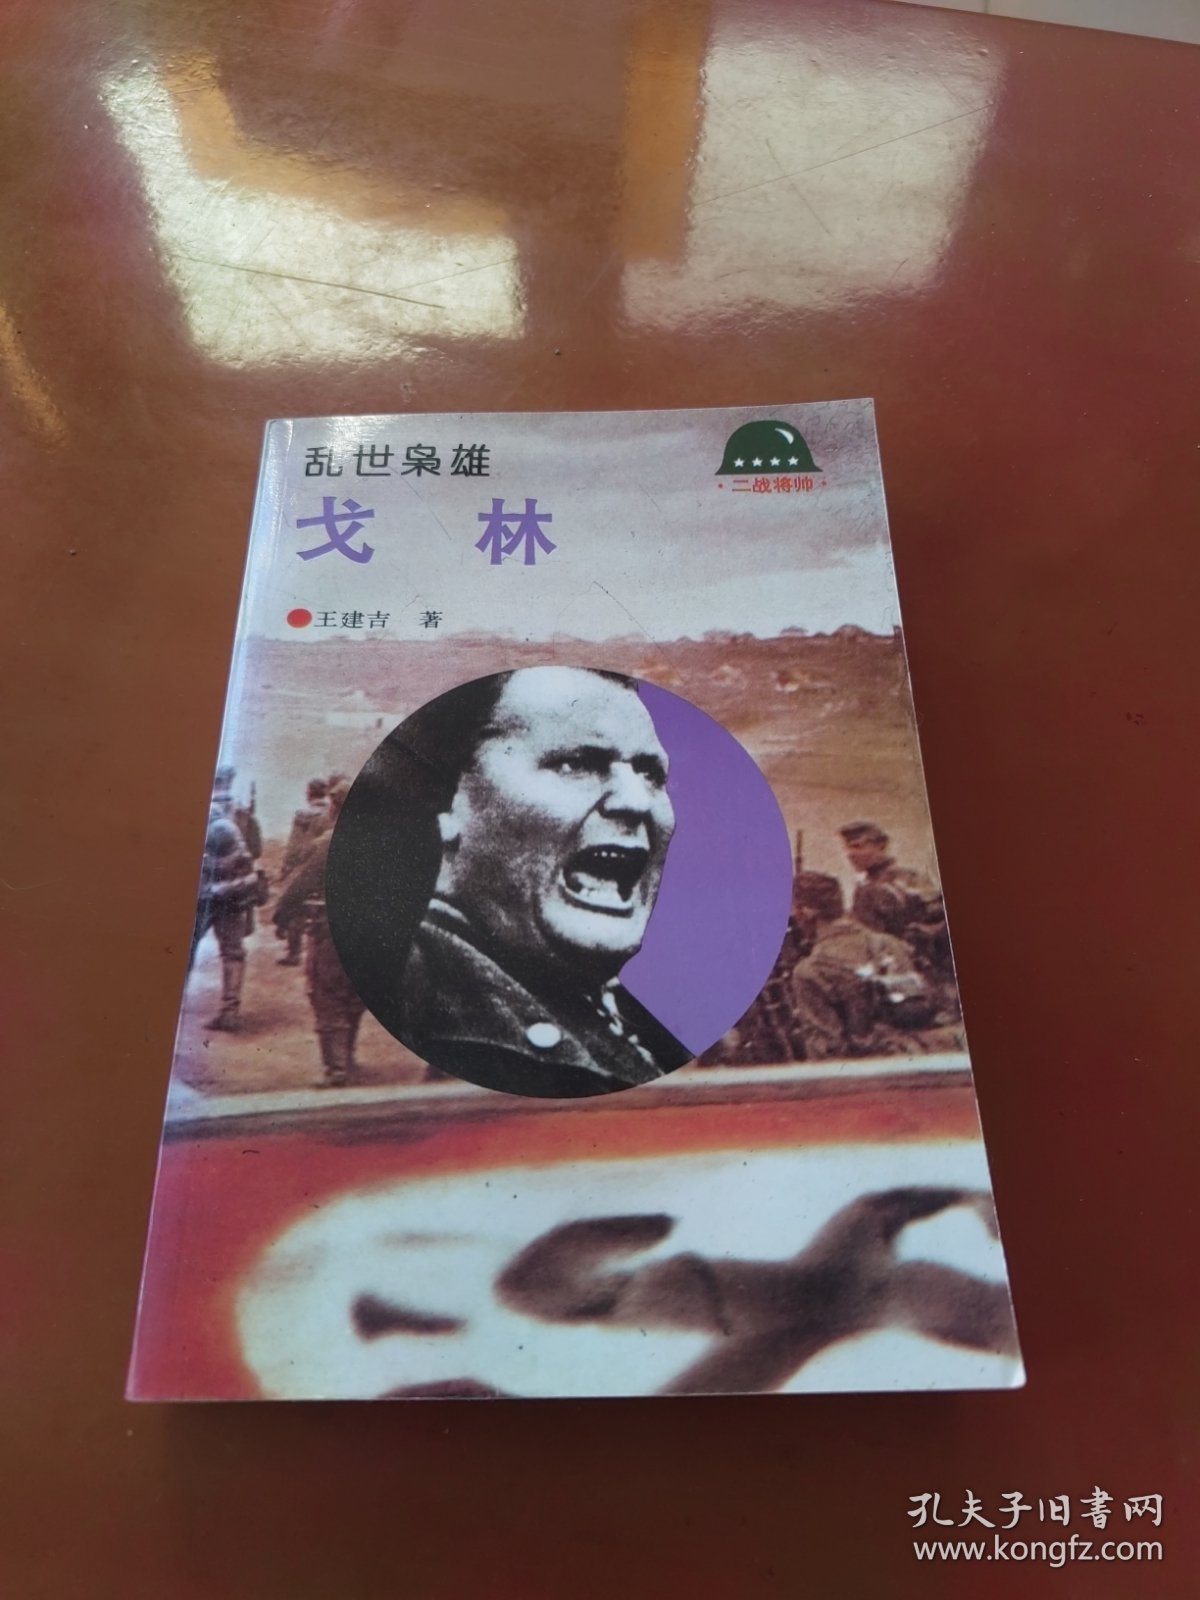 乱世枭雄
戈 林
王建吉 著
·二战将帅·
孔夫子旧书网
www.kongfz.com